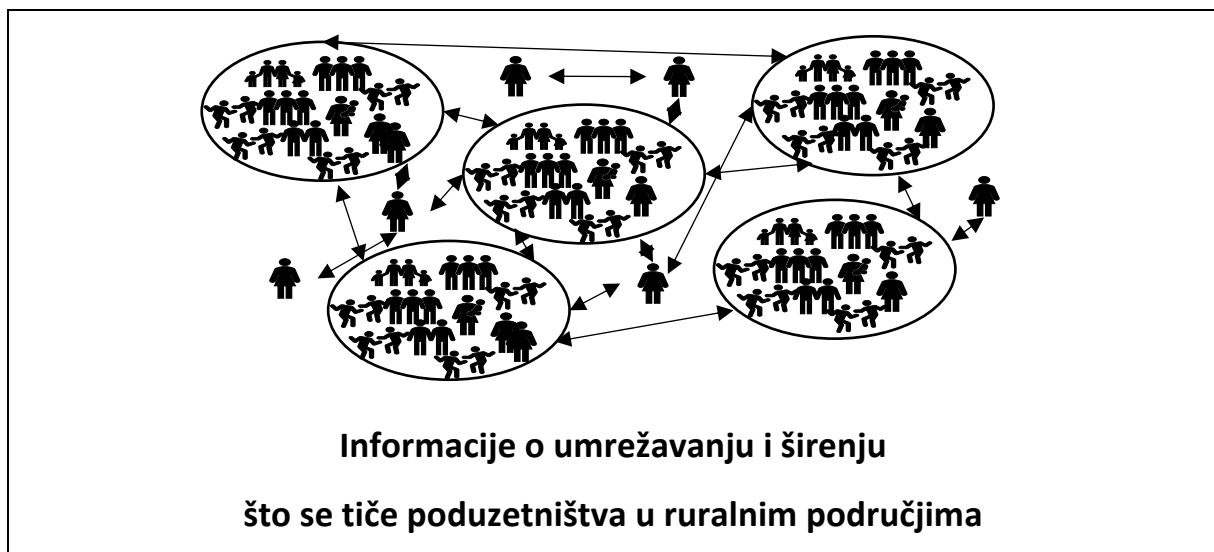 Informacije o umrežavanju i širenju
što se tiče poduzetništva u ruralnim područjima